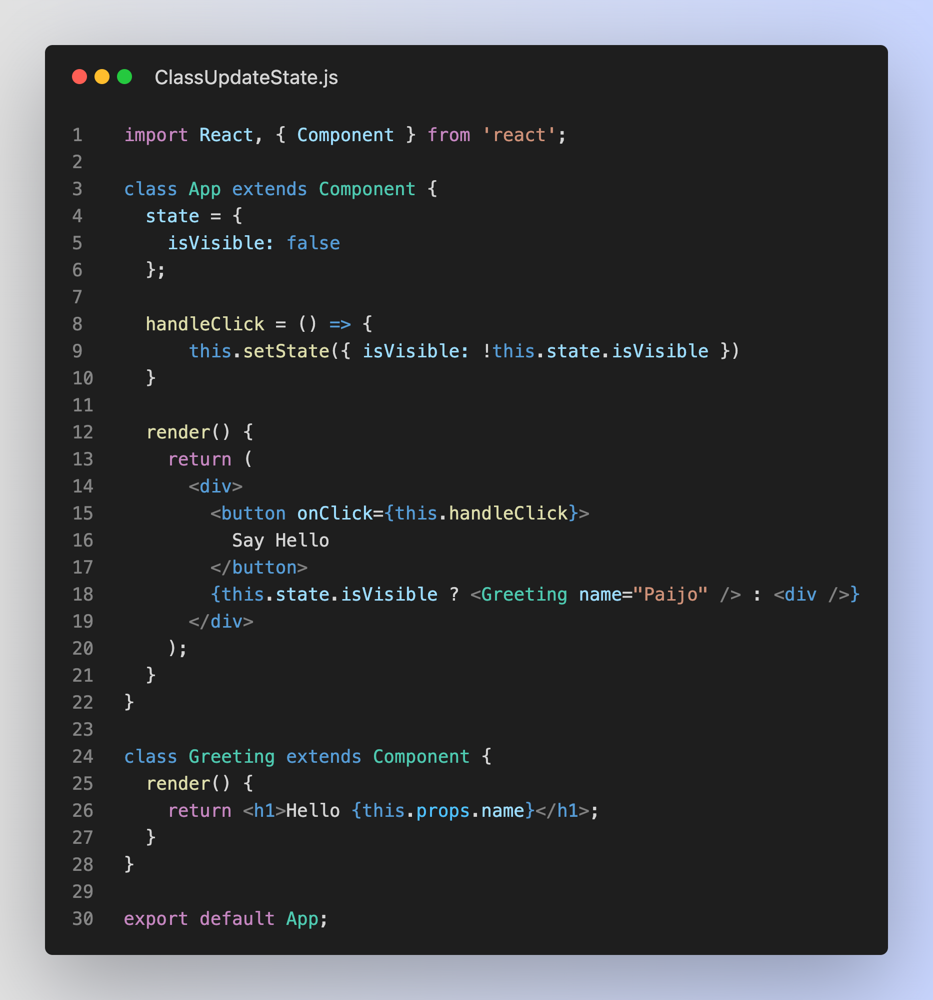 ClassUpdateState.js
1 import React, { Component } from 'react';
2
3 class App extends Component {
4   state = {
5     isVisible: false
6   };
7
8   handleClick = () => {
9       this.setState({ isVisible: !this.state.isVisible })
10   }
11
12   render() {
13     return (
14       <div>
15         <button onClick={this.handleClick}>
16           Say Hello
17         </button>
18         {this.state.isVisible ? <Greeting name="Paijo" /> : <div />}
19       </div>
20     );
21   }
22 }
23
24 class Greeting extends Component {
25   render() {
26     return <h1>Hello {this.props.name}</h1>;
27   }
28 }
29
30 export default App;